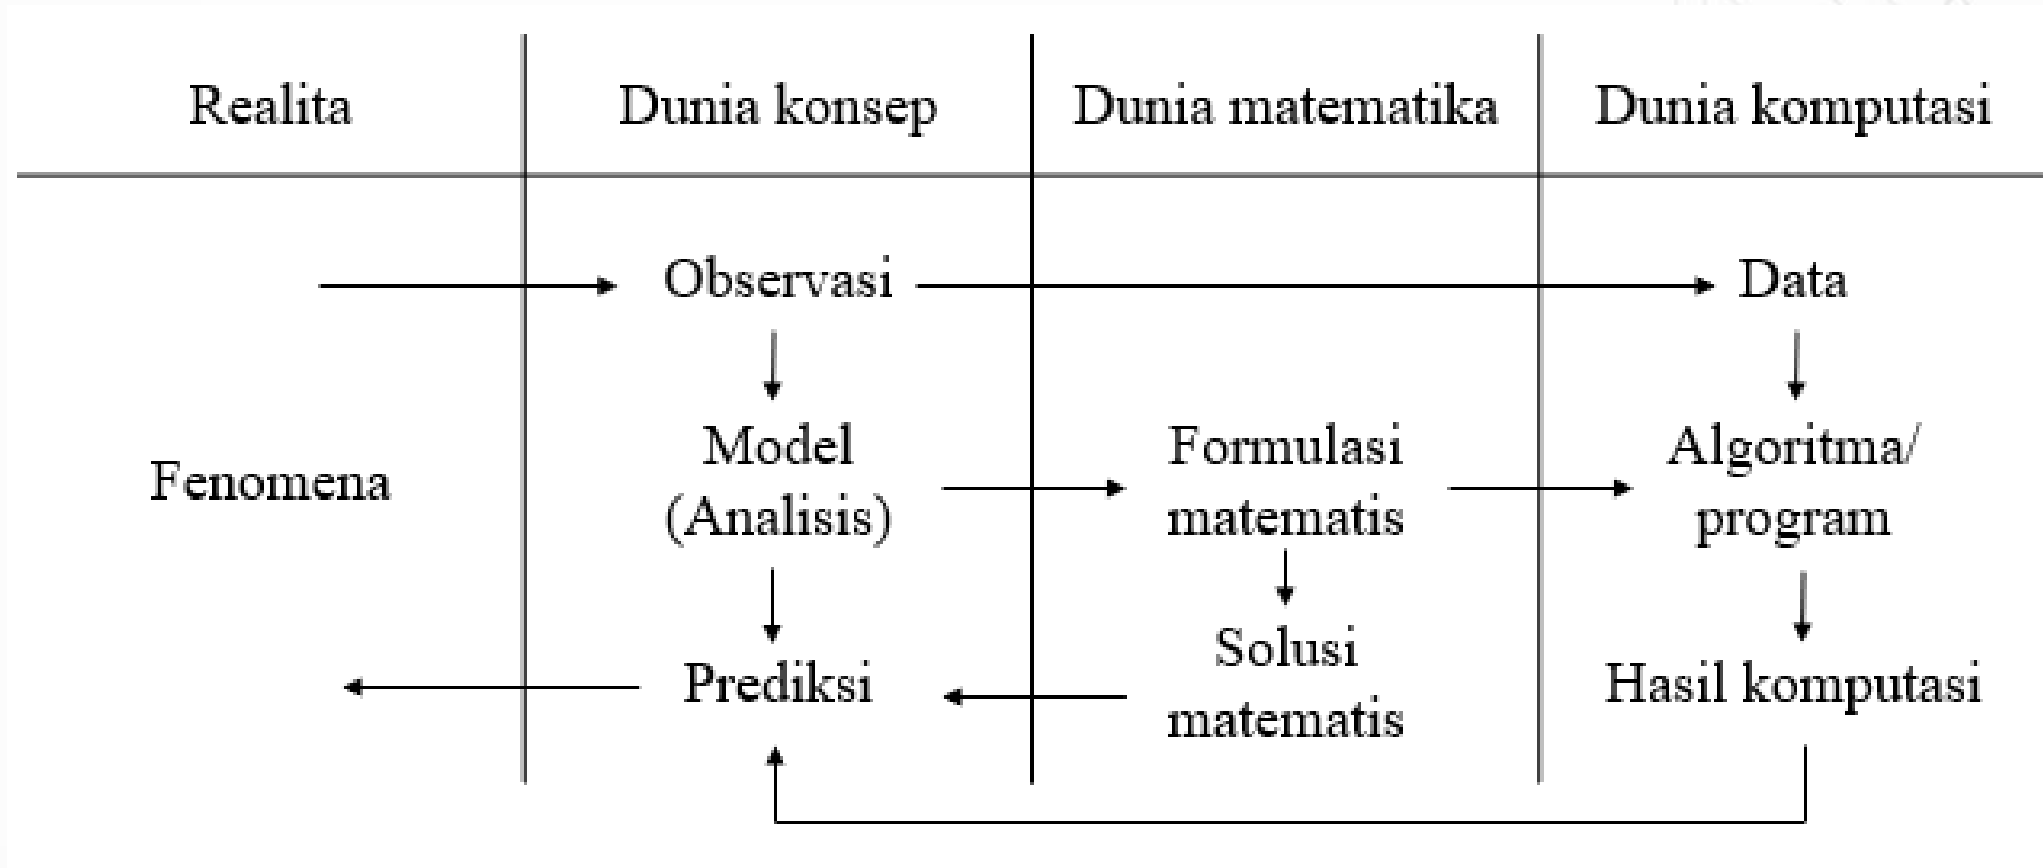 Realita
Dunia konsep
Dunia matematika
Dunia komputasi
Observasi
Data
Fenomena
Model
(Analisis)
Formulasi
matematis
Algoritma/
program
Prediksi
Solusi
matematis
Hasil komputasi